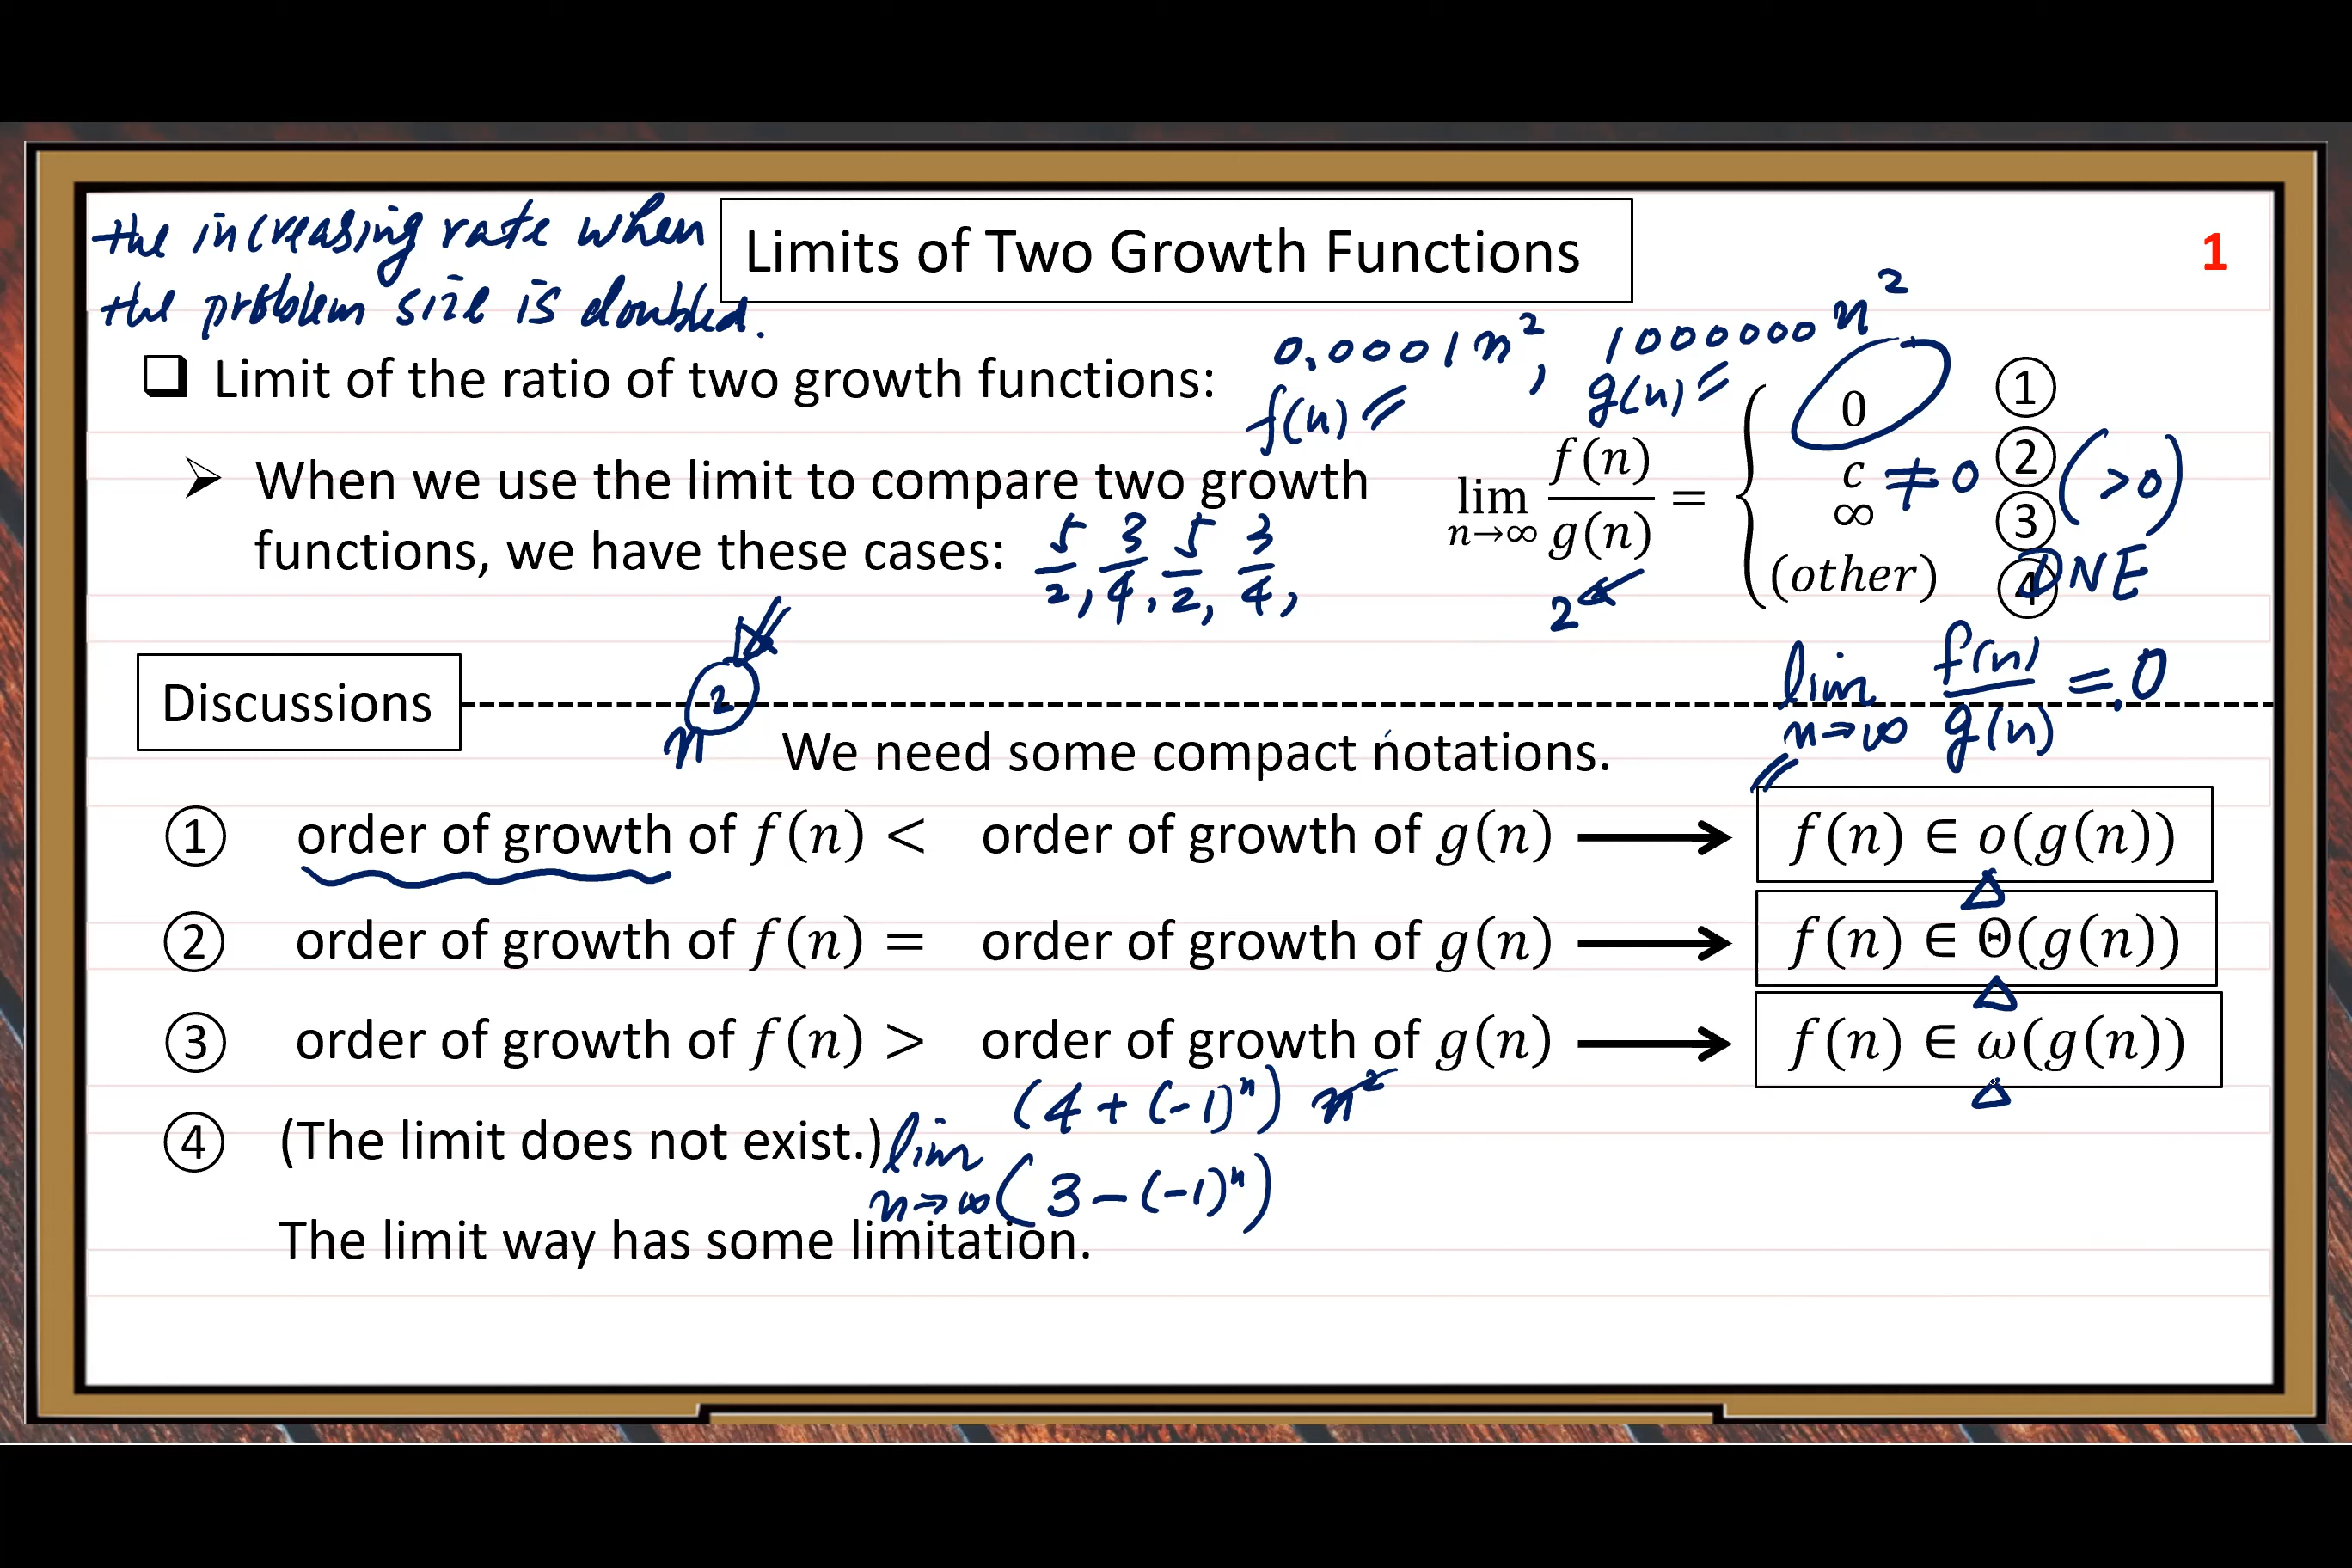 the increasing rate when
the problem size is doubled.
Limits of Two Growth Functions
1
❑ Limit of the ratio of two growth functions:
0.0001n², 1000000n²
f(n) g(n)
➢ When we use the limit to compare two growth
functions, we have these cases:
5/2, 3/4, 5/2, 3/4,
lim n→∞ f(n)/g(n) = { 0 ①
c ≠ 0 ② (>0)
∞ ③
(other) ④ DNE
2
lim n→∞ f(n)/g(n) = 0
Discussions
n²
We need some compact notations.
① order of growth of f(n) < order of growth of g(n) ⟶ f(n) ∈ o(g(n))
② order of growth of f(n) = order of growth of g(n) ⟶ f(n) ∈ Θ(g(n))
③ order of growth of f(n) > order of growth of g(n) ⟶ f(n) ∈ ω(g(n))
(4 + (-1)ⁿ) n²
④ (The limit does not exist.) lim n→∞ (3 - (-1)ⁿ)
The limit way has some limitation.